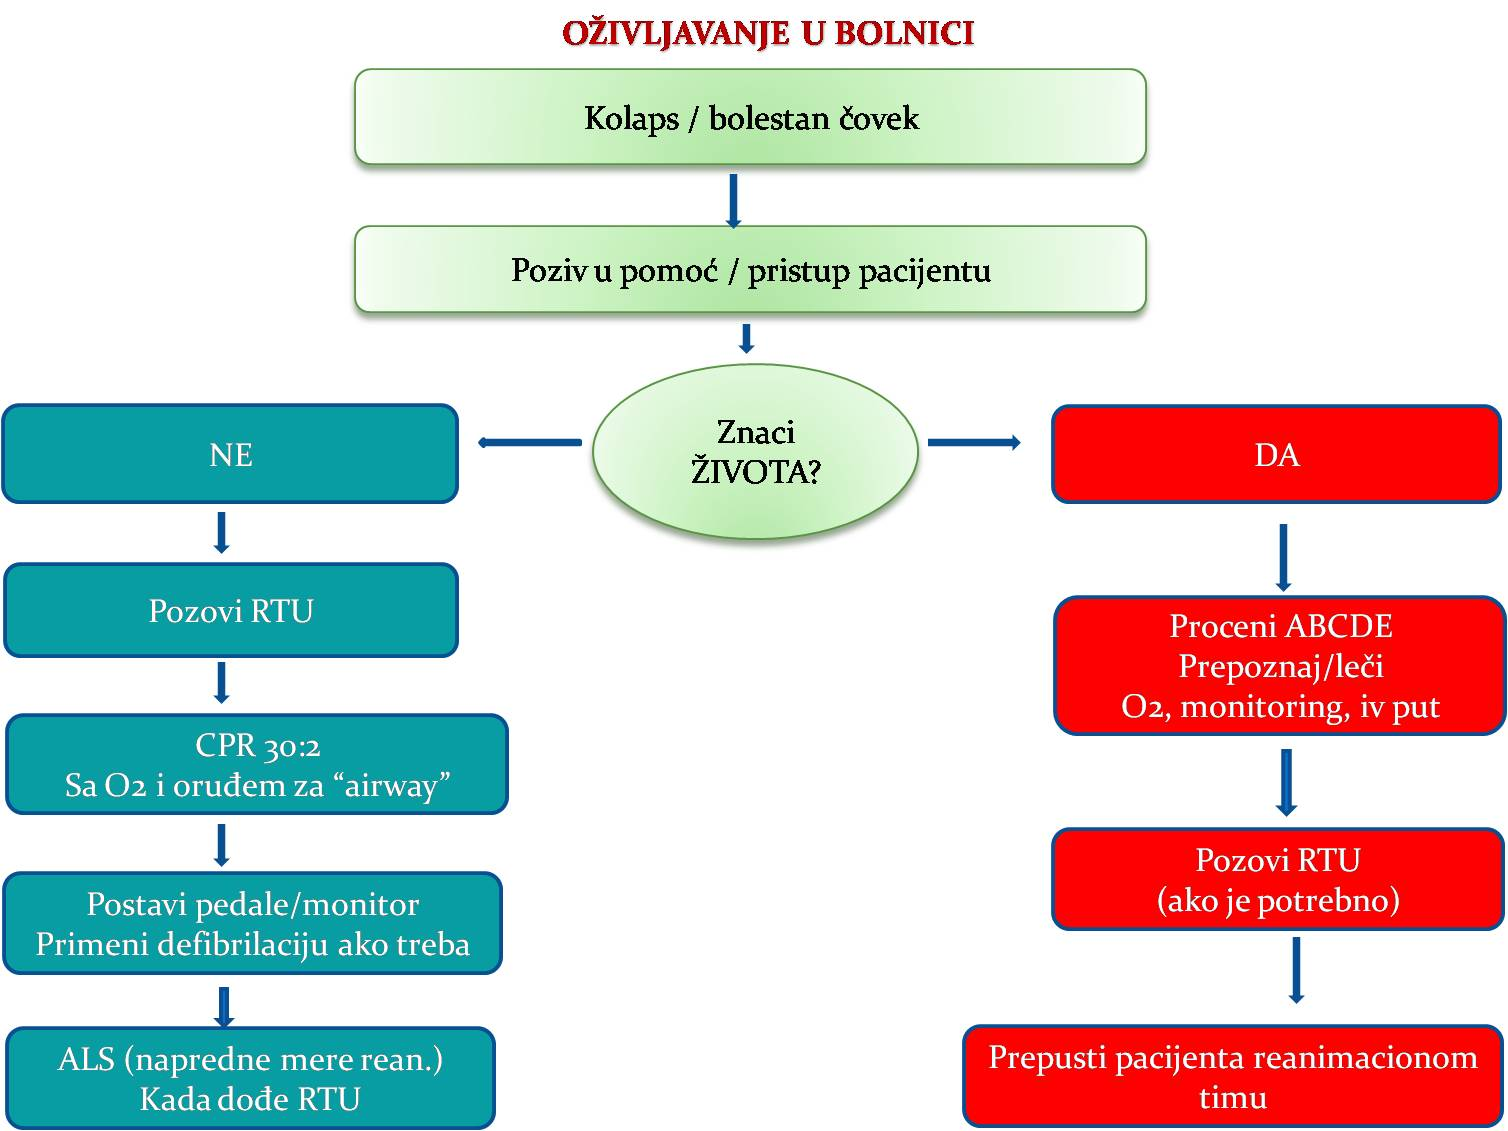 OŽIVLJAVANJE U BOLNICI
Kolaps / bolestan čovek
Poziv u pomoć / pristup pacijentu
Znaci
ŽIVOTA?
NE
Pozovi RTU
CPR 30:2
Sa O2 i oruđem za “airway”
Postavi pedale/monitor
Primeni defibrilaciju ako treba
ALS (napredne mere rean.)
Kada dođe RTU
DA
Proceni ABCDE
Prepoznaj/leči
O2, monitoring, iv put
Pozovi RTU
(ako je potrebno)
Prepusti pacijenta reanimacionom
timu